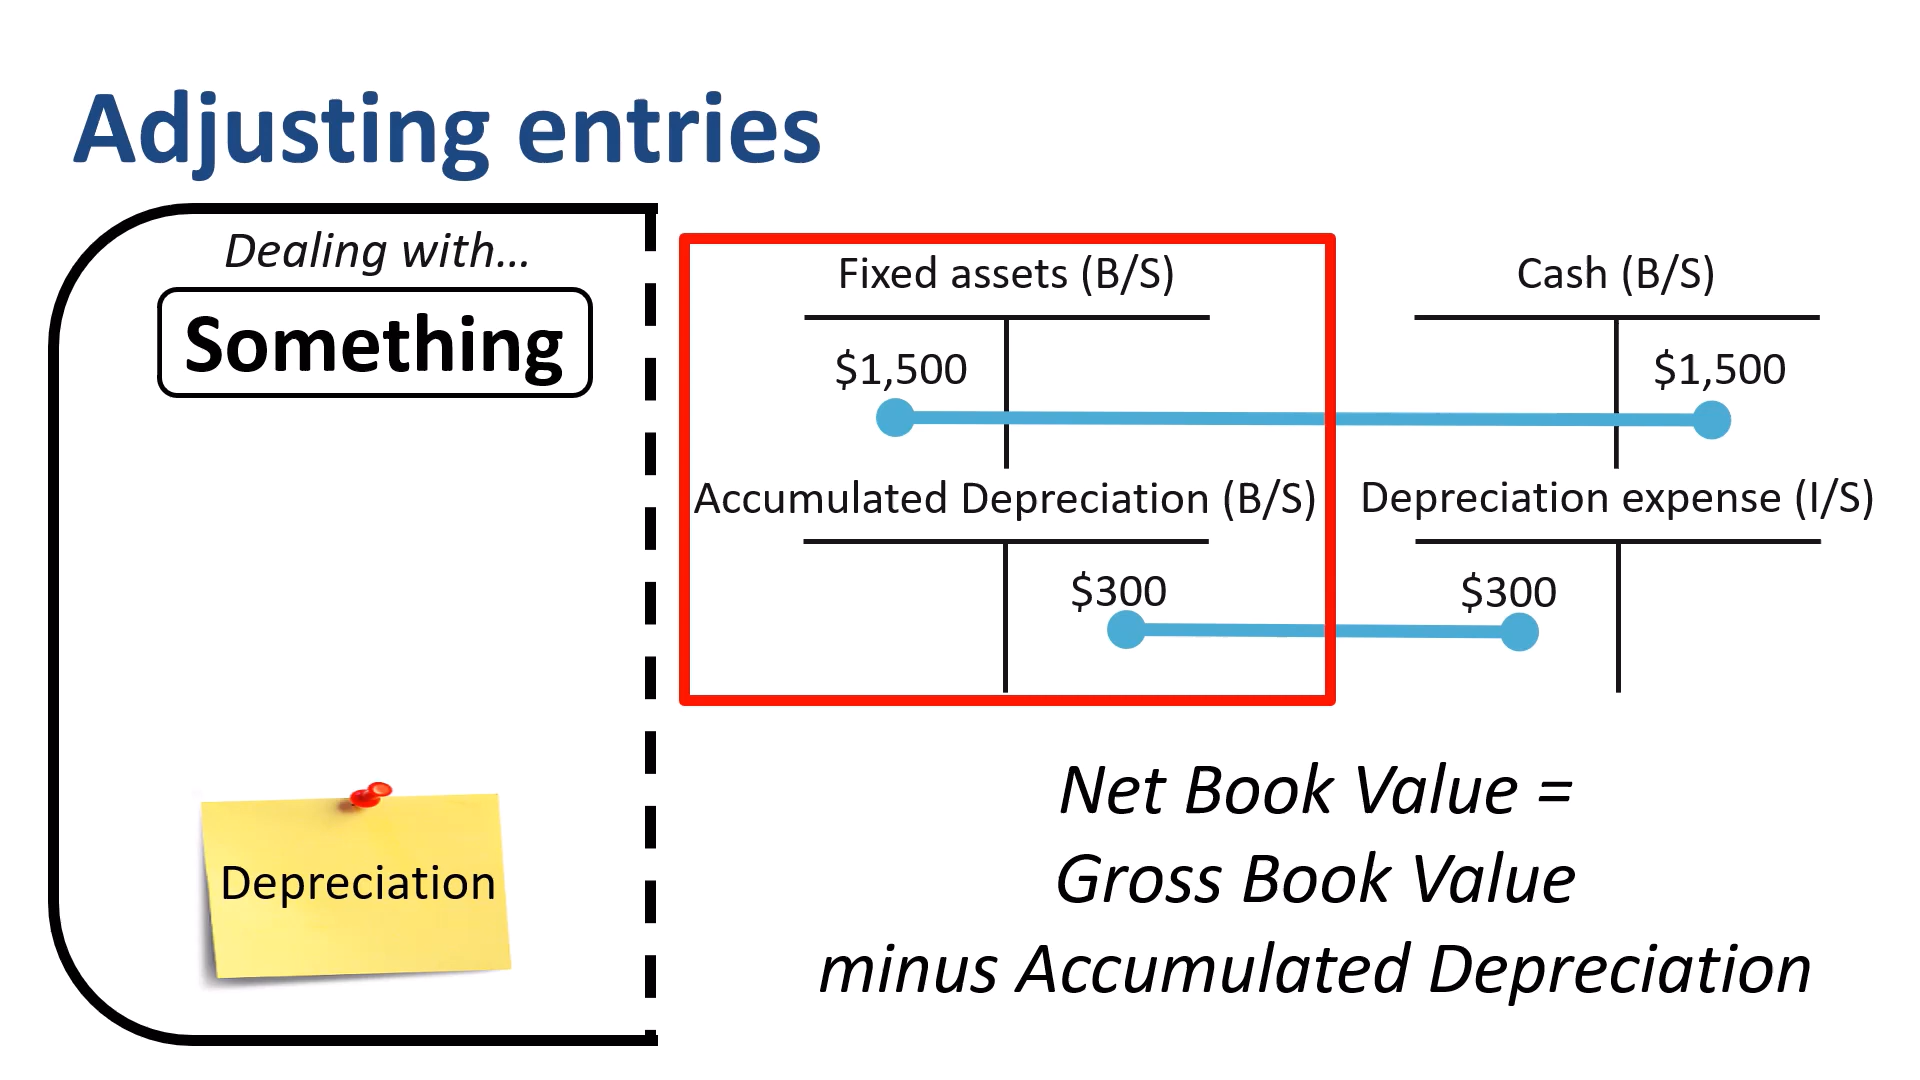 Adjusting entries
Dealing with...
Something
Depreciation
Fixed assets (B/S)
$1,500
Cash (B/S)
$1,500
Accumulated Depreciation (B/S)
$300
Depreciation expense (I/S)
$300
Net Book Value =
Gross Book Value
minus Accumulated Depreciation